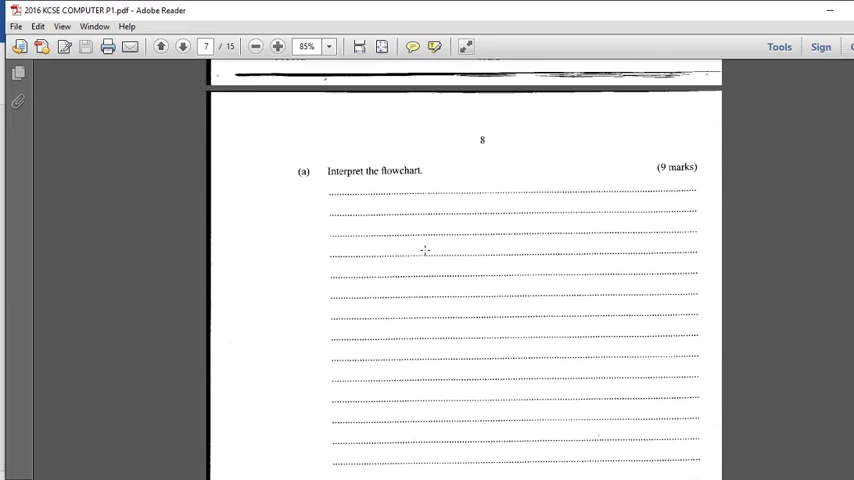 2016 KCSE COMPUTER P1.pdf - Adobe Reader
File Edit View Window Help
7 / 15 85% Tools Sign
8
(a) Interpret the flowchart. (9 marks)